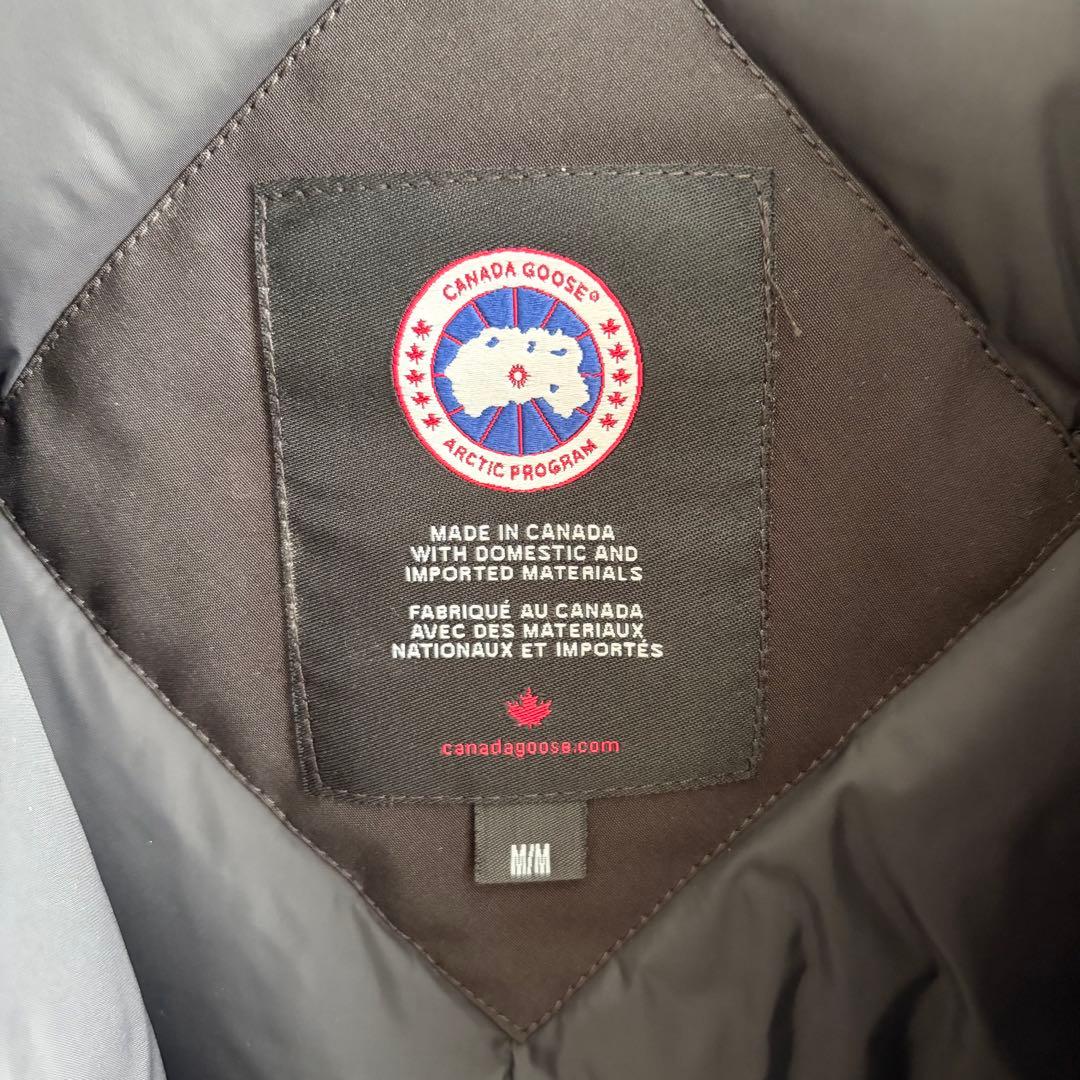 CANADA GOOSE®
ARCTIC PROGRAM
MADE IN CANADA
WITH DOMESTIC AND
IMPORTED MATERIALS
FABRIQUÉ AU CANADA
AVEC DES MATERIAUX
NATIONAUX ET IMPORTÉS
canadagoose.com
M/M